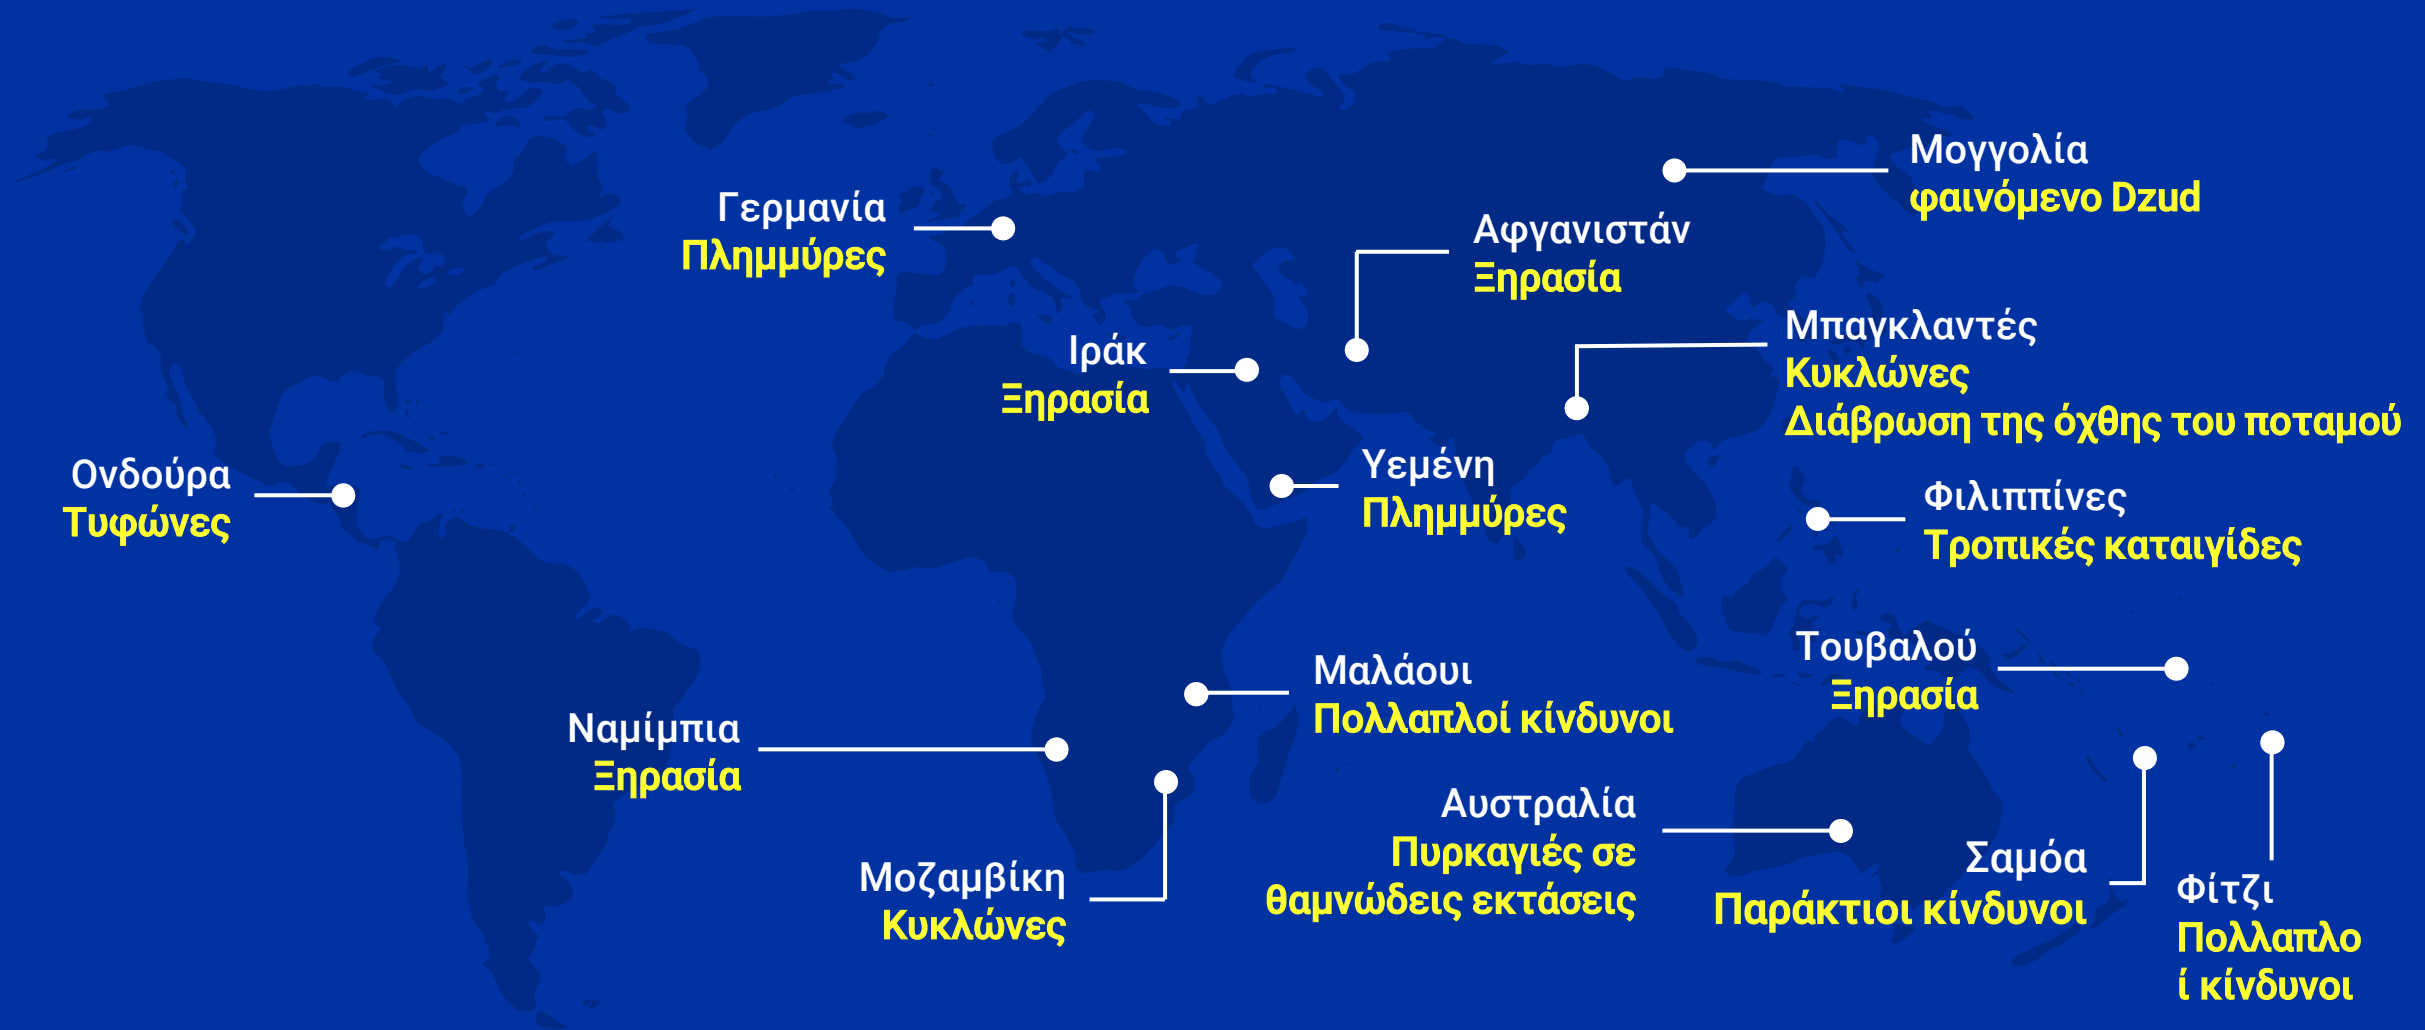 Μογγολία
φαινόμενο Dzud
Γερμανία
Πλημμύρες
Αφγανιστάν
Ξηρασία
Ιράκ
Ξηρασία
Μπαγκλαντές
Κυκλώνες
Διάβρωση της όχθης του ποταμού
Ονδούρα
Τυφώνες
Υεμένη
Πλημμύρες
Φιλιππίνες
Τροπικές καταιγίδες
Τουβαλού
Ξηρασία
Μαλάουι
Πολλαπλοί κίνδυνοι
Ναμίμπια
Ξηρασία
Αυστραλία
Πυρκαγιές σε
θαμνώδεις εκτάσεις
Σαμόα
Παράκτιοι κίνδυνοι
Μοζαμβίκη
Κυκλώνες
Φίτζι
Πολλαπλο
ί κίνδυνοι